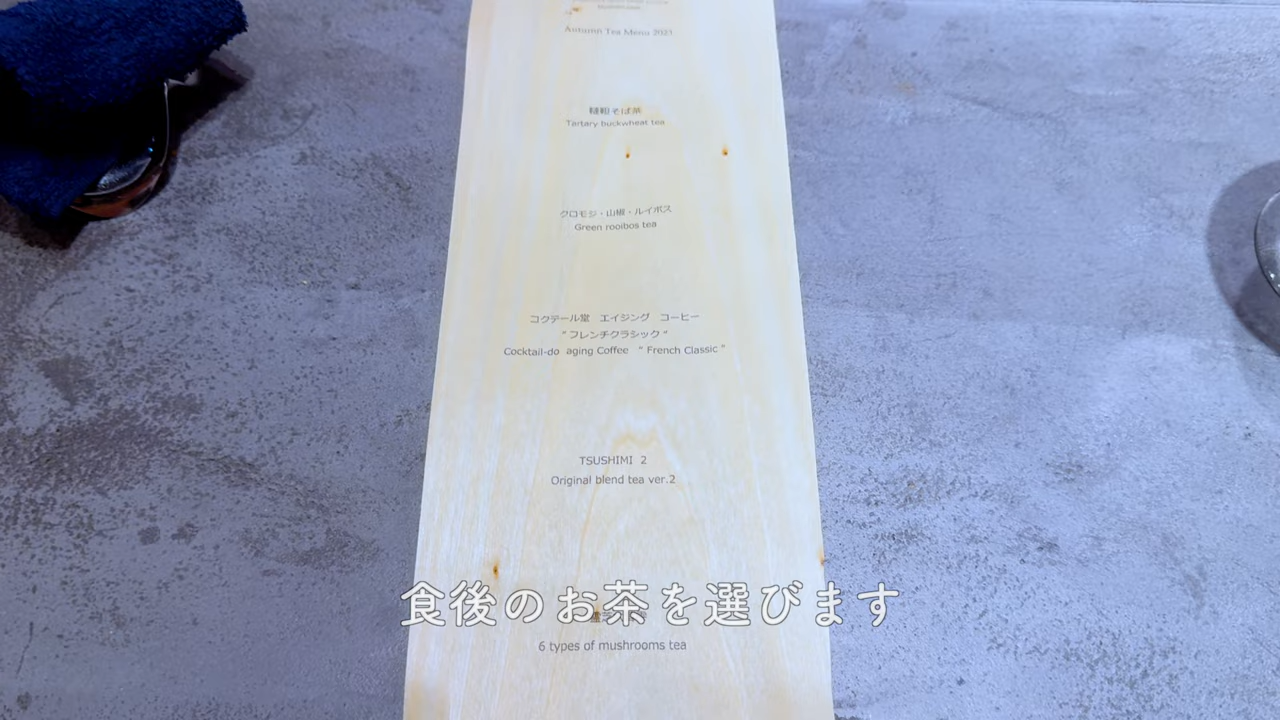 Autumn Tea Menu 2023
韃靼そば茶
Tartary buckwheat tea
クロモジ・山椒・ルイボス
Green rooibos tea
コクテール堂 エイジング コーヒー
"フレンチクラシック"
Cocktail-do aging Coffee "French Classic"
TSUSHIMI 2
Original blend tea ver.2
食後のお茶を選びます
6 types of mushrooms tea